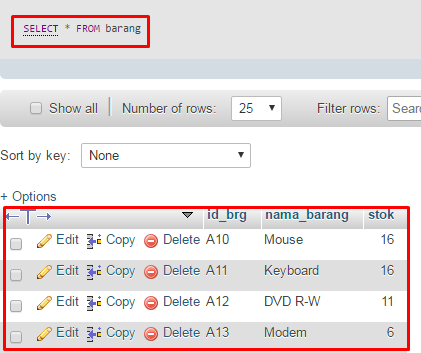 SELECT * FROM barang
Show all Number of rows: 25 Filter rows: Searc
Sort by key: None
+ Options
id_brg nama_barang stok
Edit Copy Delete A10 Mouse 16
Edit Copy Delete A11 Keyboard 16
Edit Copy Delete A12 DVD R-W 11
Edit Copy Delete A13 Modem 6